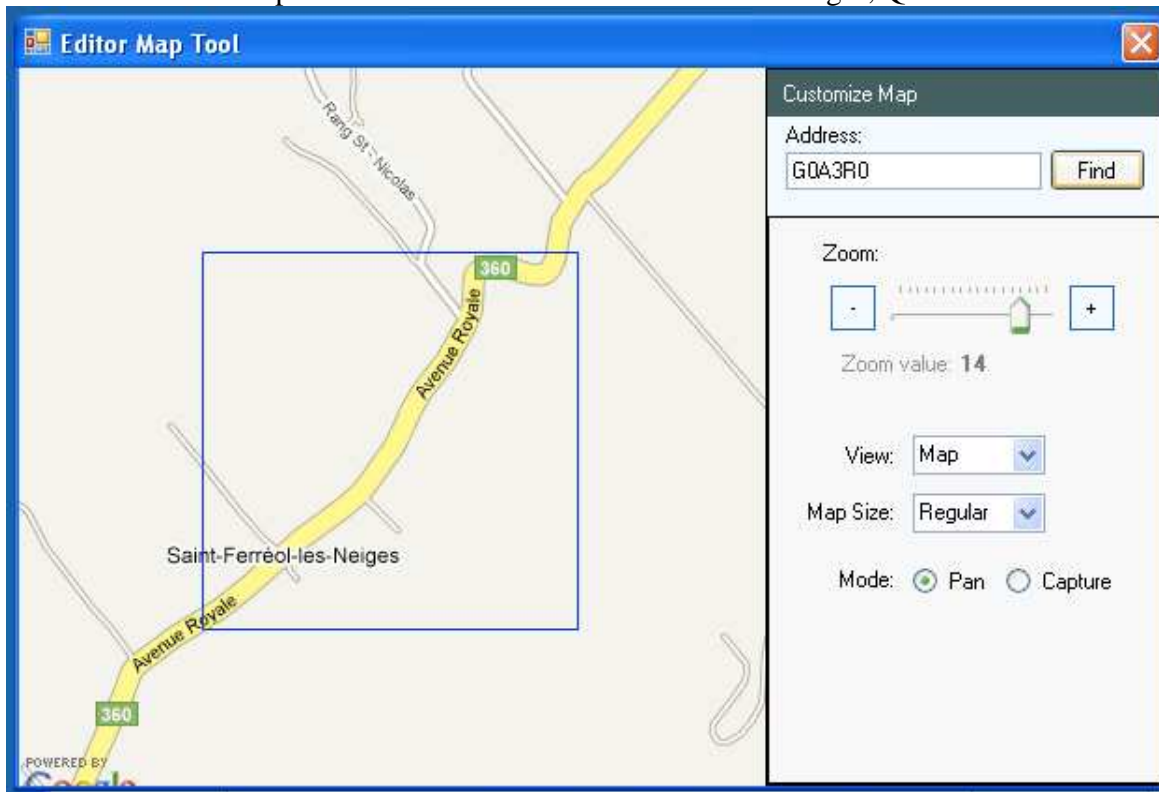 Editor Map Tool
Customize Map
Address:
G0A3R0
Find
Zoom:
-
+
Zoom value: 14
View:
Map
Map Size:
Regular
Mode:
Pan
Capture
Rang St - Nicolas
360
Avenue Royale
Saint-Ferréol-les-Neiges
Avenue Royale
360
POWERED BY
Google